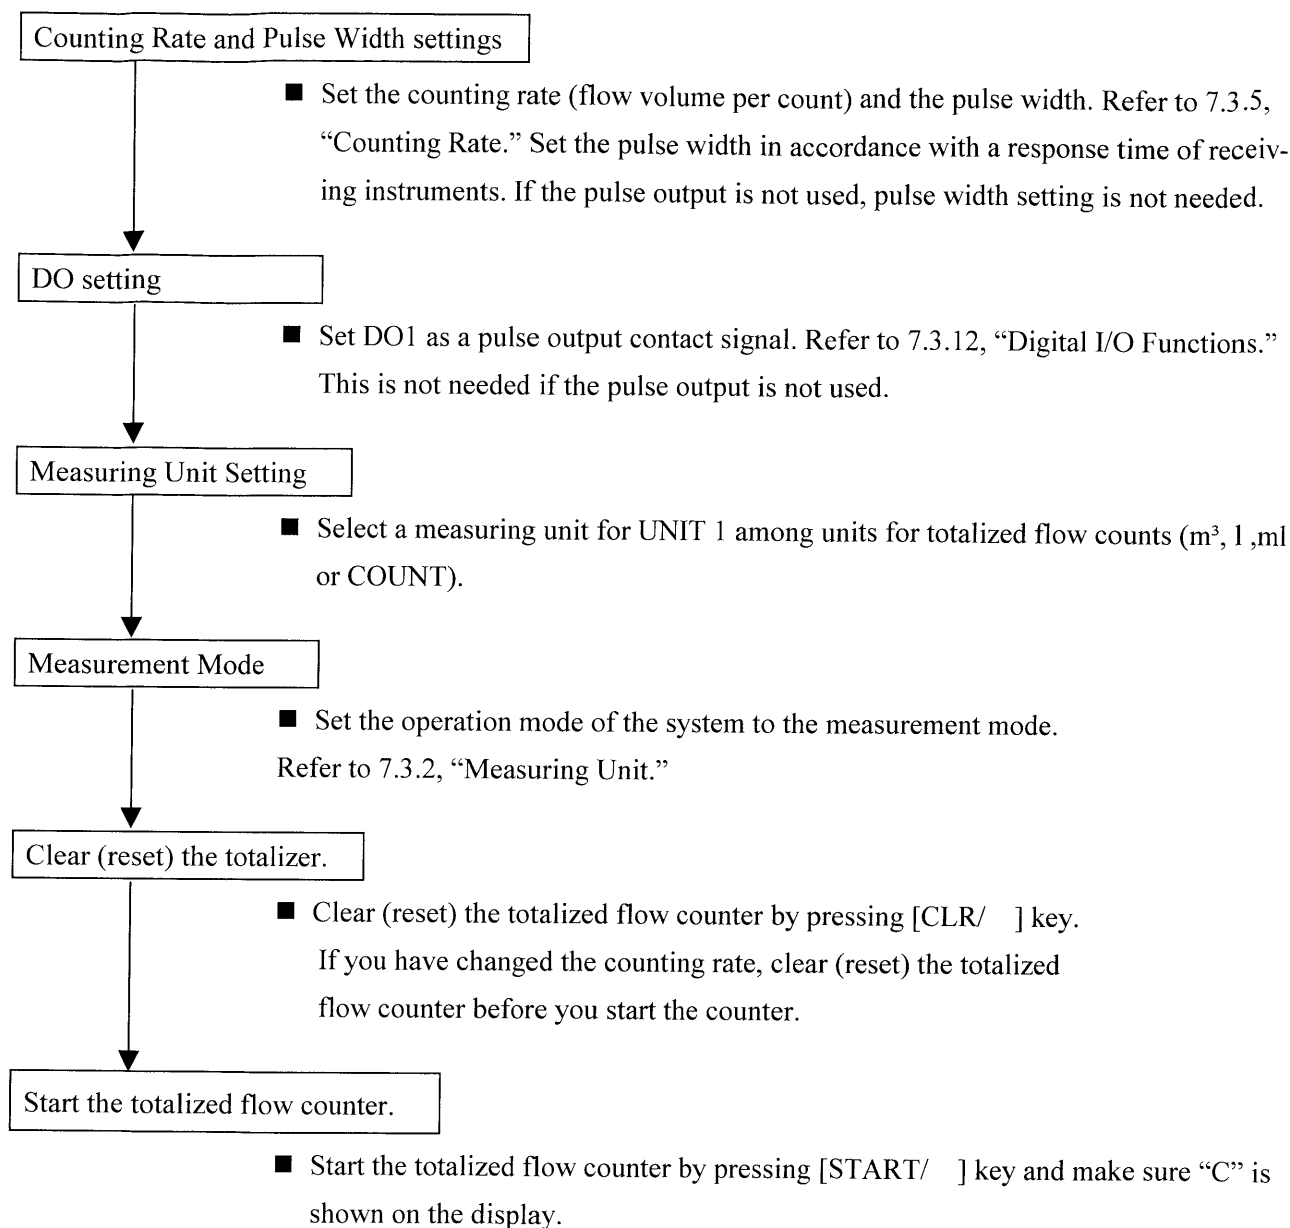 Counting Rate and Pulse Width settings
■ Set the counting rate (flow volume per count) and the pulse width. Refer to 7.3.5,
“Counting Rate.” Set the pulse width in accordance with a response time of receiv-
ing instruments. If the pulse output is not used, pulse width setting is not needed.
DO setting
■ Set DO1 as a pulse output contact signal. Refer to 7.3.12, “Digital I/O Functions.”
This is not needed if the pulse output is not used.
Measuring Unit Setting
■ Select a measuring unit for UNIT 1 among units for totalized flow counts (m³, l ,ml
or COUNT).
Measurement Mode
■ Set the operation mode of the system to the measurement mode.
Refer to 7.3.2, “Measuring Unit.”
Clear (reset) the totalizer.
■ Clear (reset) the totalized flow counter by pressing [CLR/   ] key.
If you have changed the counting rate, clear (reset) the totalized
flow counter before you start the counter.
Start the totalized flow counter.
■ Start the totalized flow counter by pressing [START/   ] key and make sure “C” is
shown on the display.